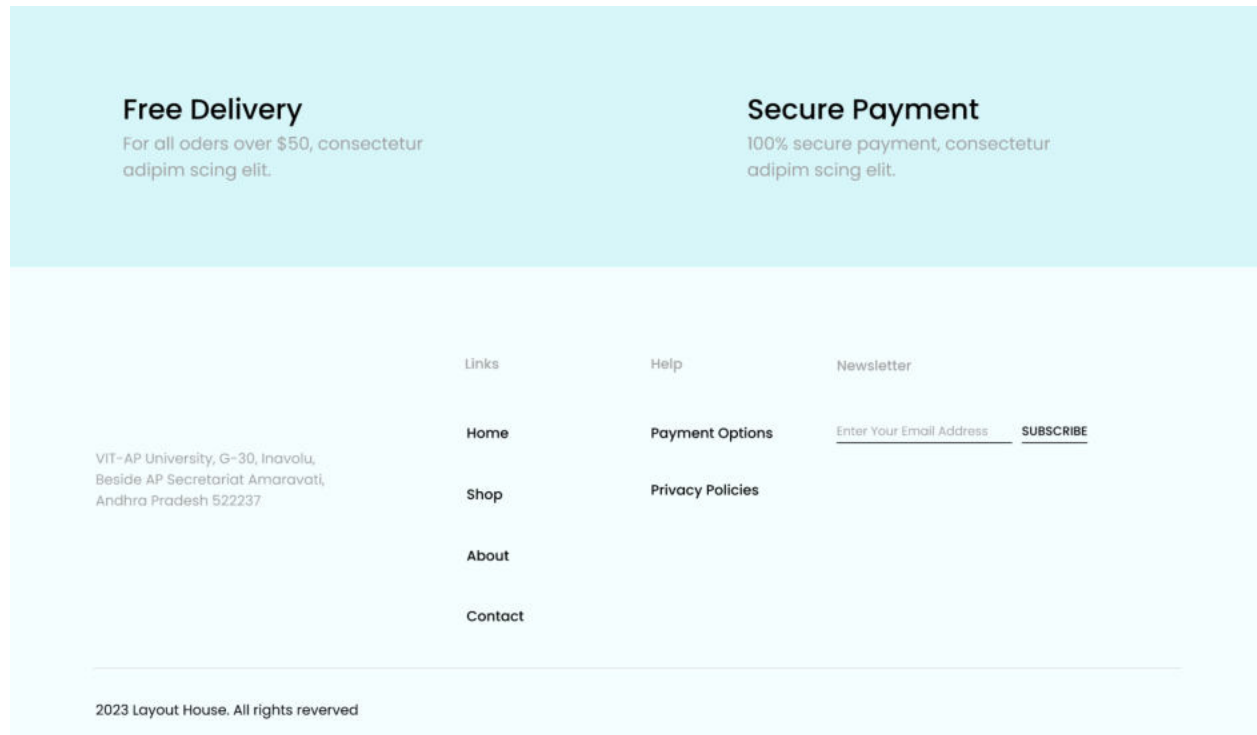 Free Delivery
For all oders over $50, consectetur
adipim scing elit.
Secure Payment
100% secure payment, consectetur
adipim scing elit.
VIT-AP University, G-30, Inavolu,
Beside AP Secretariat Amaravati,
Andhra Pradesh 522237
Links
Home
Shop
About
Contact
Help
Payment Options
Privacy Policies
Newsletter
Enter Your Email Address SUBSCRIBE
2023 Layout House. All rights reverved